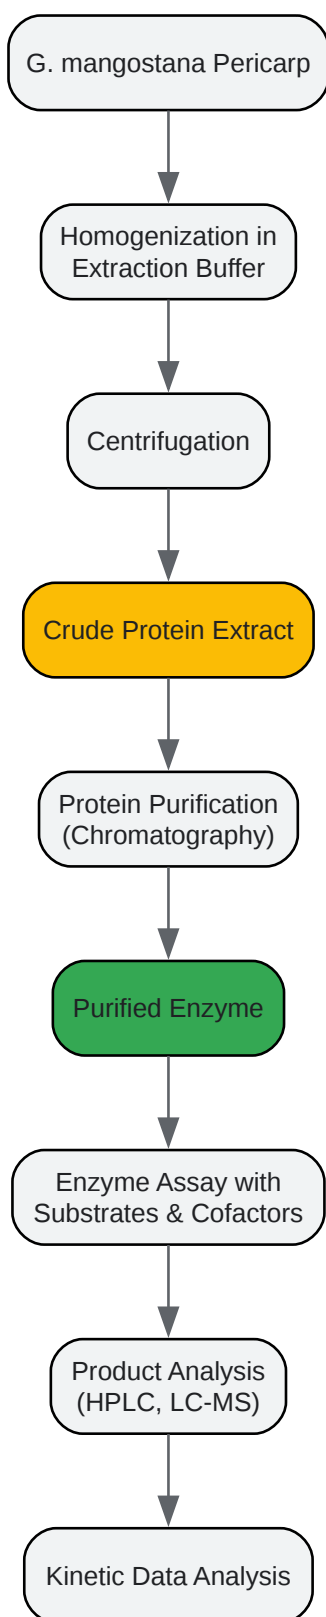 G. mangostana Pericarp
Homogenization in
Extraction Buffer
Centrifugation
Crude Protein Extract
Protein Purification
(Chromatography)
Purified Enzyme
Enzyme Assay with
Substrates & Cofactors
Product Analysis
(HPLC, LC-MS)
Kinetic Data Analysis